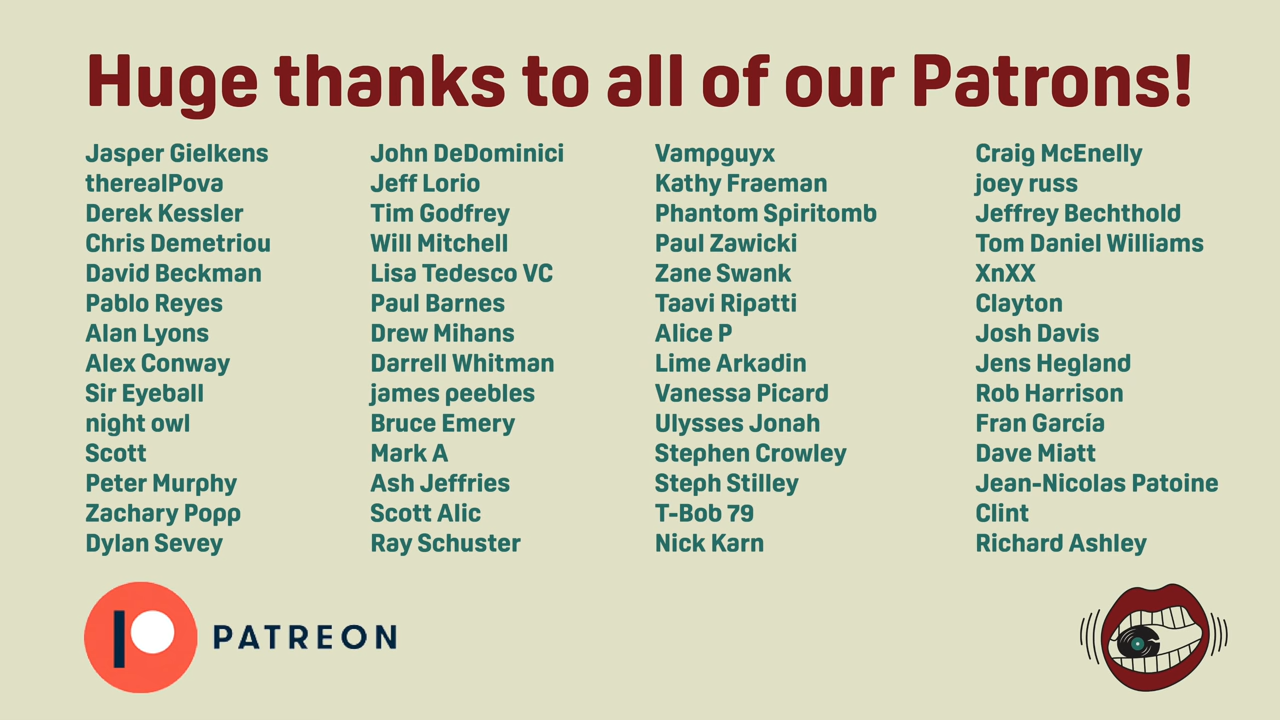 Huge thanks to all of our Patrons!
Jasper Gielkens
therealPova
Derek Kessler
Chris Demetriou
David Beckman
Pablo Reyes
Alan Lyons
Alex Conway
Sir Eyeball
night owl
Scott
Peter Murphy
Zachary Popp
Dylan Sevey
John DeDominici
Jeff Lorio
Tim Godfrey
Will Mitchell
Lisa Tedesco VC
Paul Barnes
Drew Mihans
Darrell Whitman
james peebles
Bruce Emery
Mark A
Ash Jeffries
Scott Alic
Ray Schuster
Vampguyx
Kathy Fraeman
Phantom Spiritomb
Paul Zawicki
Zane Swank
Taavi Ripatti
Alice P
Lime Arkadin
Vanessa Picard
Ulysses Jonah
Stephen Crowley
Steph Stilley
T-Bob 79
Nick Karn
Craig McEnelly
joey russ
Jeffrey Bechthold
Tom Daniel Williams
XnXX
Clayton
Josh Davis
Jens Hegland
Rob Harrison
Fran García
Dave Miatt
Jean-Nicolas Patoine
Clint
Richard Ashley
PATREON